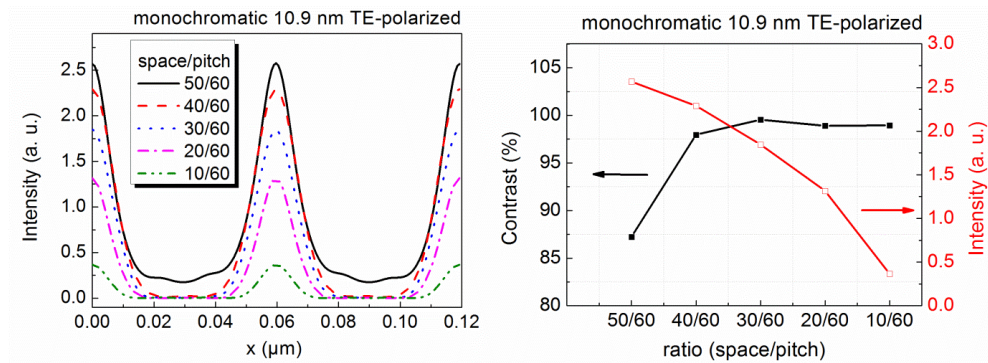 monochromatic 10.9 nm TE-polarized
Intensity (a. u.)
2.5
2.0
1.5
1.0
0.5
0.0
space/pitch
50/60
40/60
30/60
20/60
10/60
0.00 0.02 0.04 0.06 0.08 0.10 0.12
x (µm)
monochromatic 10.9 nm TE-polarized
Contrast (%)
105
100
95
90
85
80
3.0
2.5
2.0
1.5
1.0
0.5
0.0
Intensity (a. u.)
50/60 40/60 30/60 20/60 10/60
ratio (space/pitch)